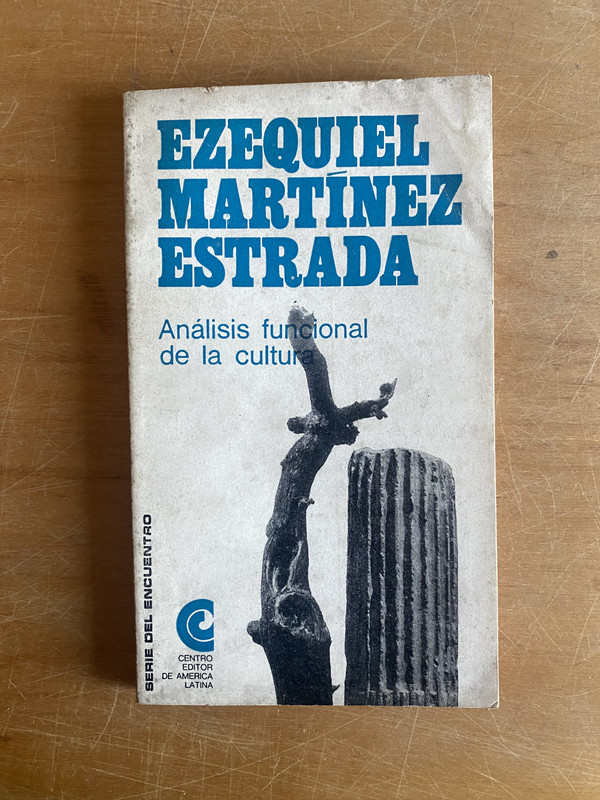 EZEQUIEL
MARTÍNEZ
ESTRADA
Análisis funcional
de la cultura
SERIE DEL ENCUENTRO
CENTRO
EDITOR
DE AMERICA
LATINA